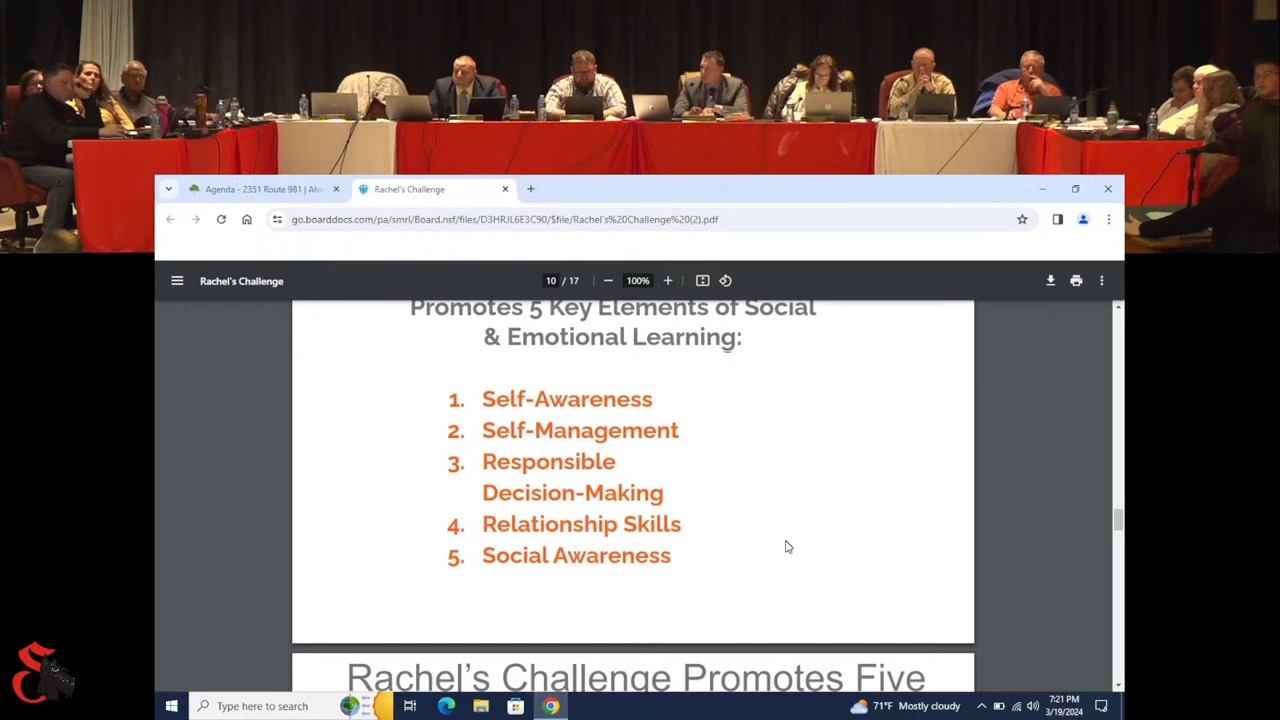 Agenda - 2351 Route 981 | Alv
Rachel's Challenge
go.boarddocs.com/pa/smrl/Board.nsf/files/D3HRJL6E3C90/$file/Rachel's%20Challenge%20(2).pdf
Rachel's Challenge
10 / 17
100%
Promotes 5 Key Elements of Social
& Emotional Learning:
1. Self-Awareness
2. Self-Management
3. Responsible
Decision-Making
4. Relationship Skills
5. Social Awareness
Rachel's Challenge Promotes Five
Type here to search
71°F Mostly cloudy
7:21 PM
3/19/2024